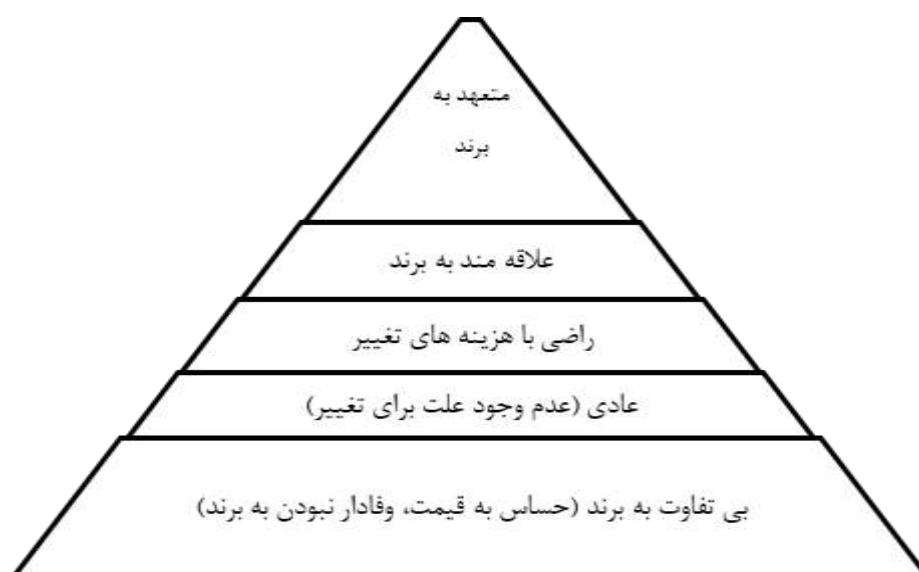 متعهد به
برند
علاقه مند به برند
راضی با هزینه های تغییر
عادی (عدم وجود علت برای تغییر)
بی تفاوت به برند (حساس به قیمت، وفادار نبودن به برند)